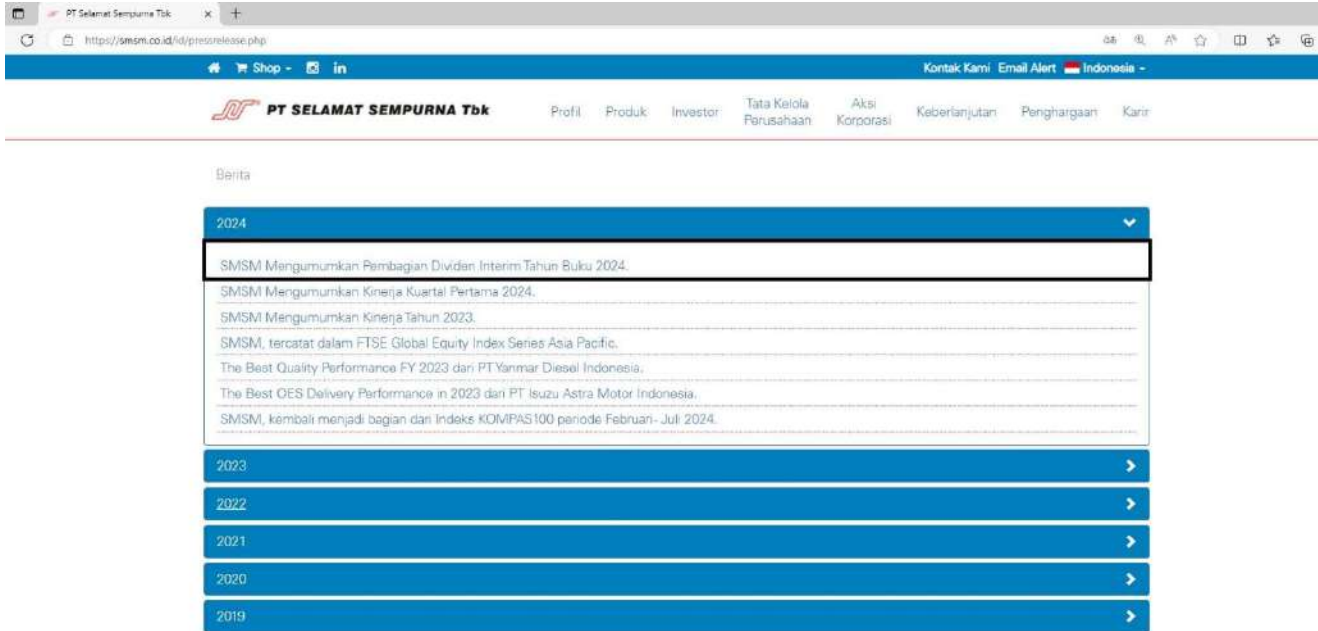 PT Selamat Sempurna Tbk
https://smsm.co.id/id/pressrelease.php
Shop
in
Kontak Kami Email Alert Indonesia
PT SELAMAT SEMPURNA Tbk
Profil Produk Investor Tata Kelola Perusahaan Aksi Korporasi Keberlanjutan Penghargaan Karir
Berita
2024
SMSM Mengumumkan Pembagian Dividen Interim Tahun Buku 2024.
SMSM Mengumumkan Kinerja Kuartal Pertama 2024.
SMSM Mengumumkan Kinerja Tahun 2023.
SMSM, tercatat dalam FTSE Global Equity Index Series Asia Pacific.
The Best Quality Performance FY 2023 dari PT Yanmar Diesel Indonesia.
The Best OES Delivery Performance in 2023 dari PT Isuzu Astra Motor Indonesia.
SMSM, kembali menjadi bagian dari Indeks KOMPAS100 periode Februari- Juli 2024.
2023
2022
2021
2020
2019